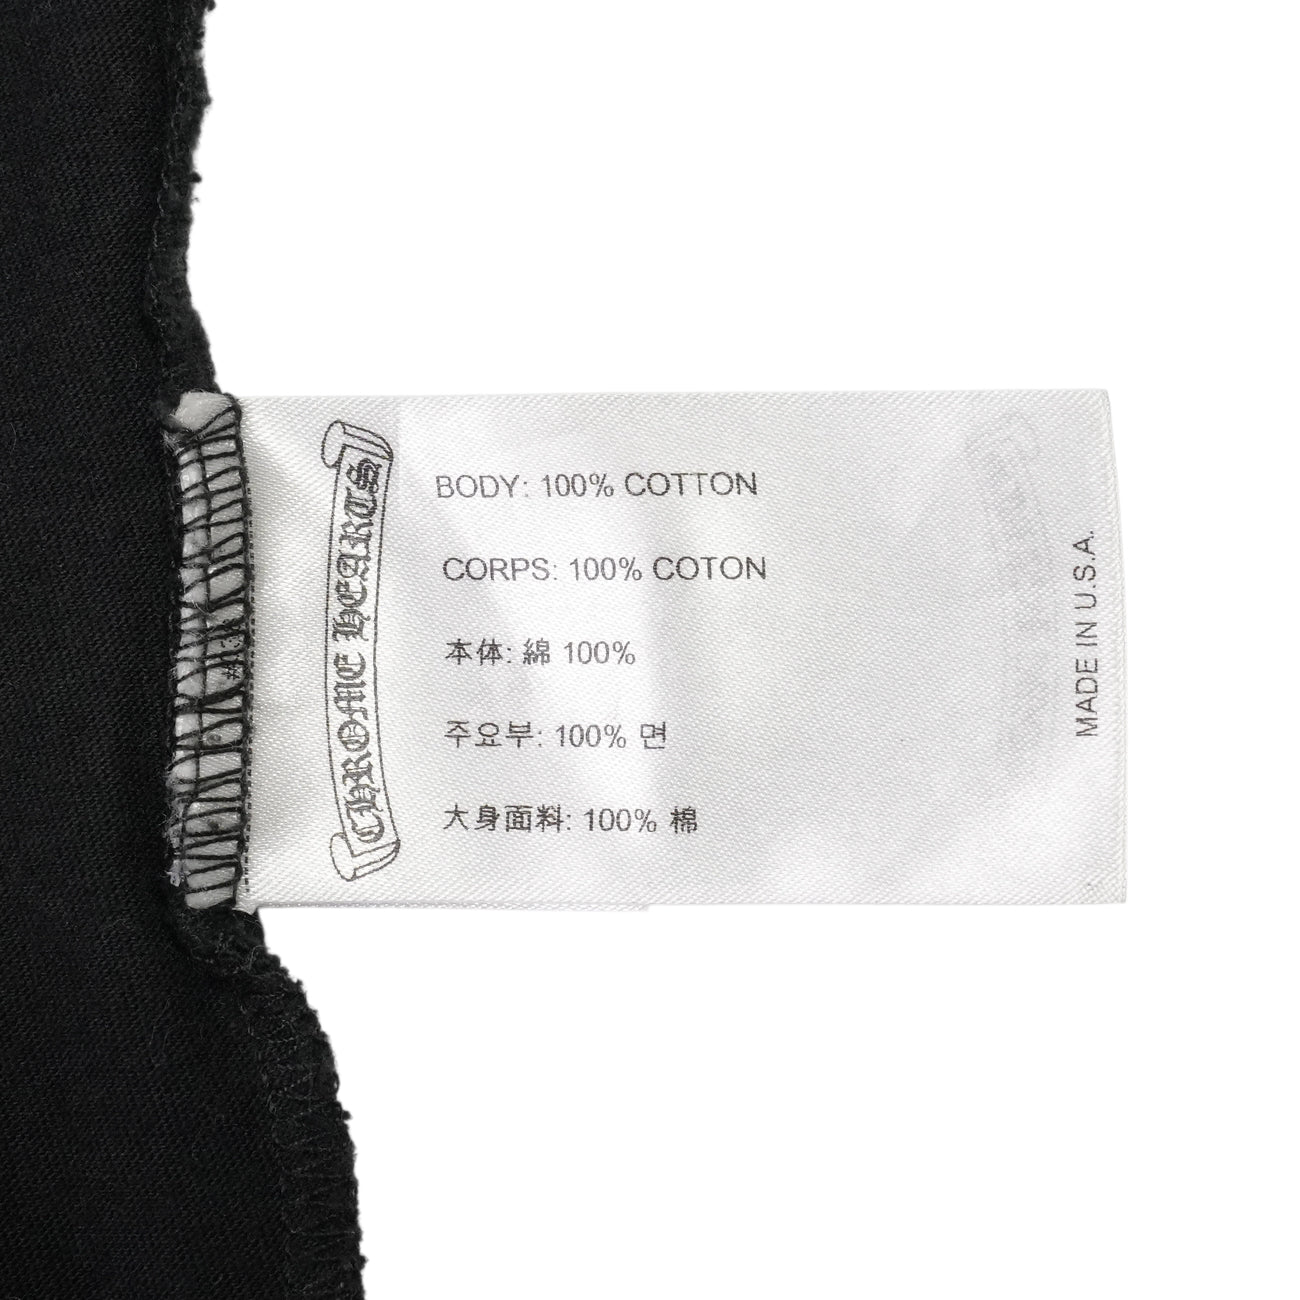 CHROME HEARTS
BODY: 100% COTTON
CORPS: 100% COTON
本体: 綿 100%
주요부: 100% 면
大身面料: 100% 棉
MADE IN U.S.A.